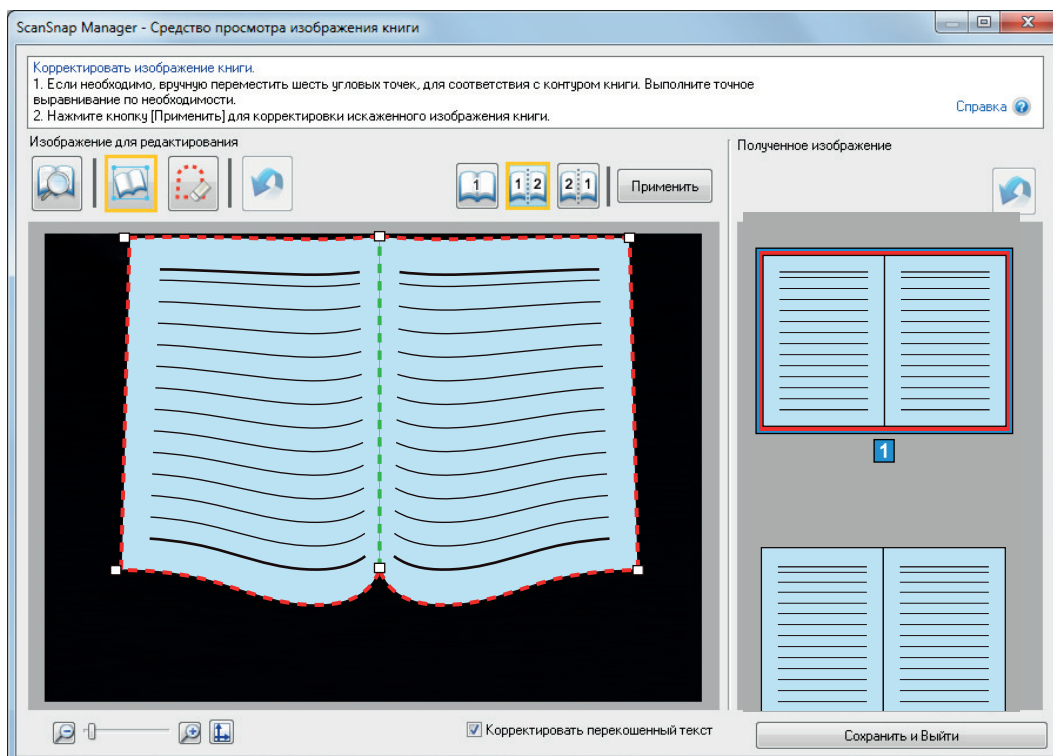 ScanSnap Manager - Средство просмотра изображения книги
Корректировать изображение книги.
1. Если необходимо, вручную переместить шесть угловых точек, для соответствия с контуром книги. Выполните точное
выравнивание по необходимости.
2. Нажмите кнопку [Применить] для корректировки искаженного изображения книги.
Справка
Изображение для редактирования
Полученное изображение
1
1 2
2 1
Применить
1
Корректировать перекошенный текст
Сохранить и Выйти